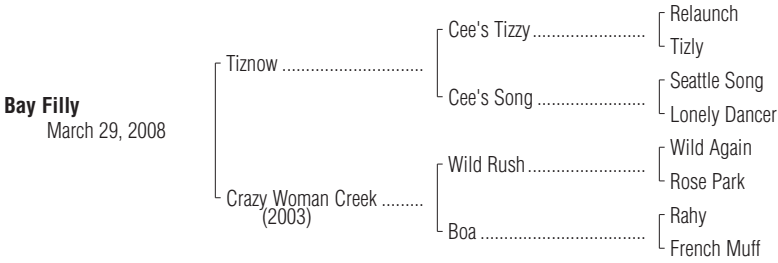 Relaunch
Cee's Tizzy........................
Tizly
Tiznow ..............................
Seattle Song
Cee's Song .......................
Lonely Dancer
Bay Filly
March 29, 2008
Wild Again
Wild Rush.........................
Rose Park
Crazy Woman Creek .........
(2003)
Rahy
Boa ...................................
French Muff